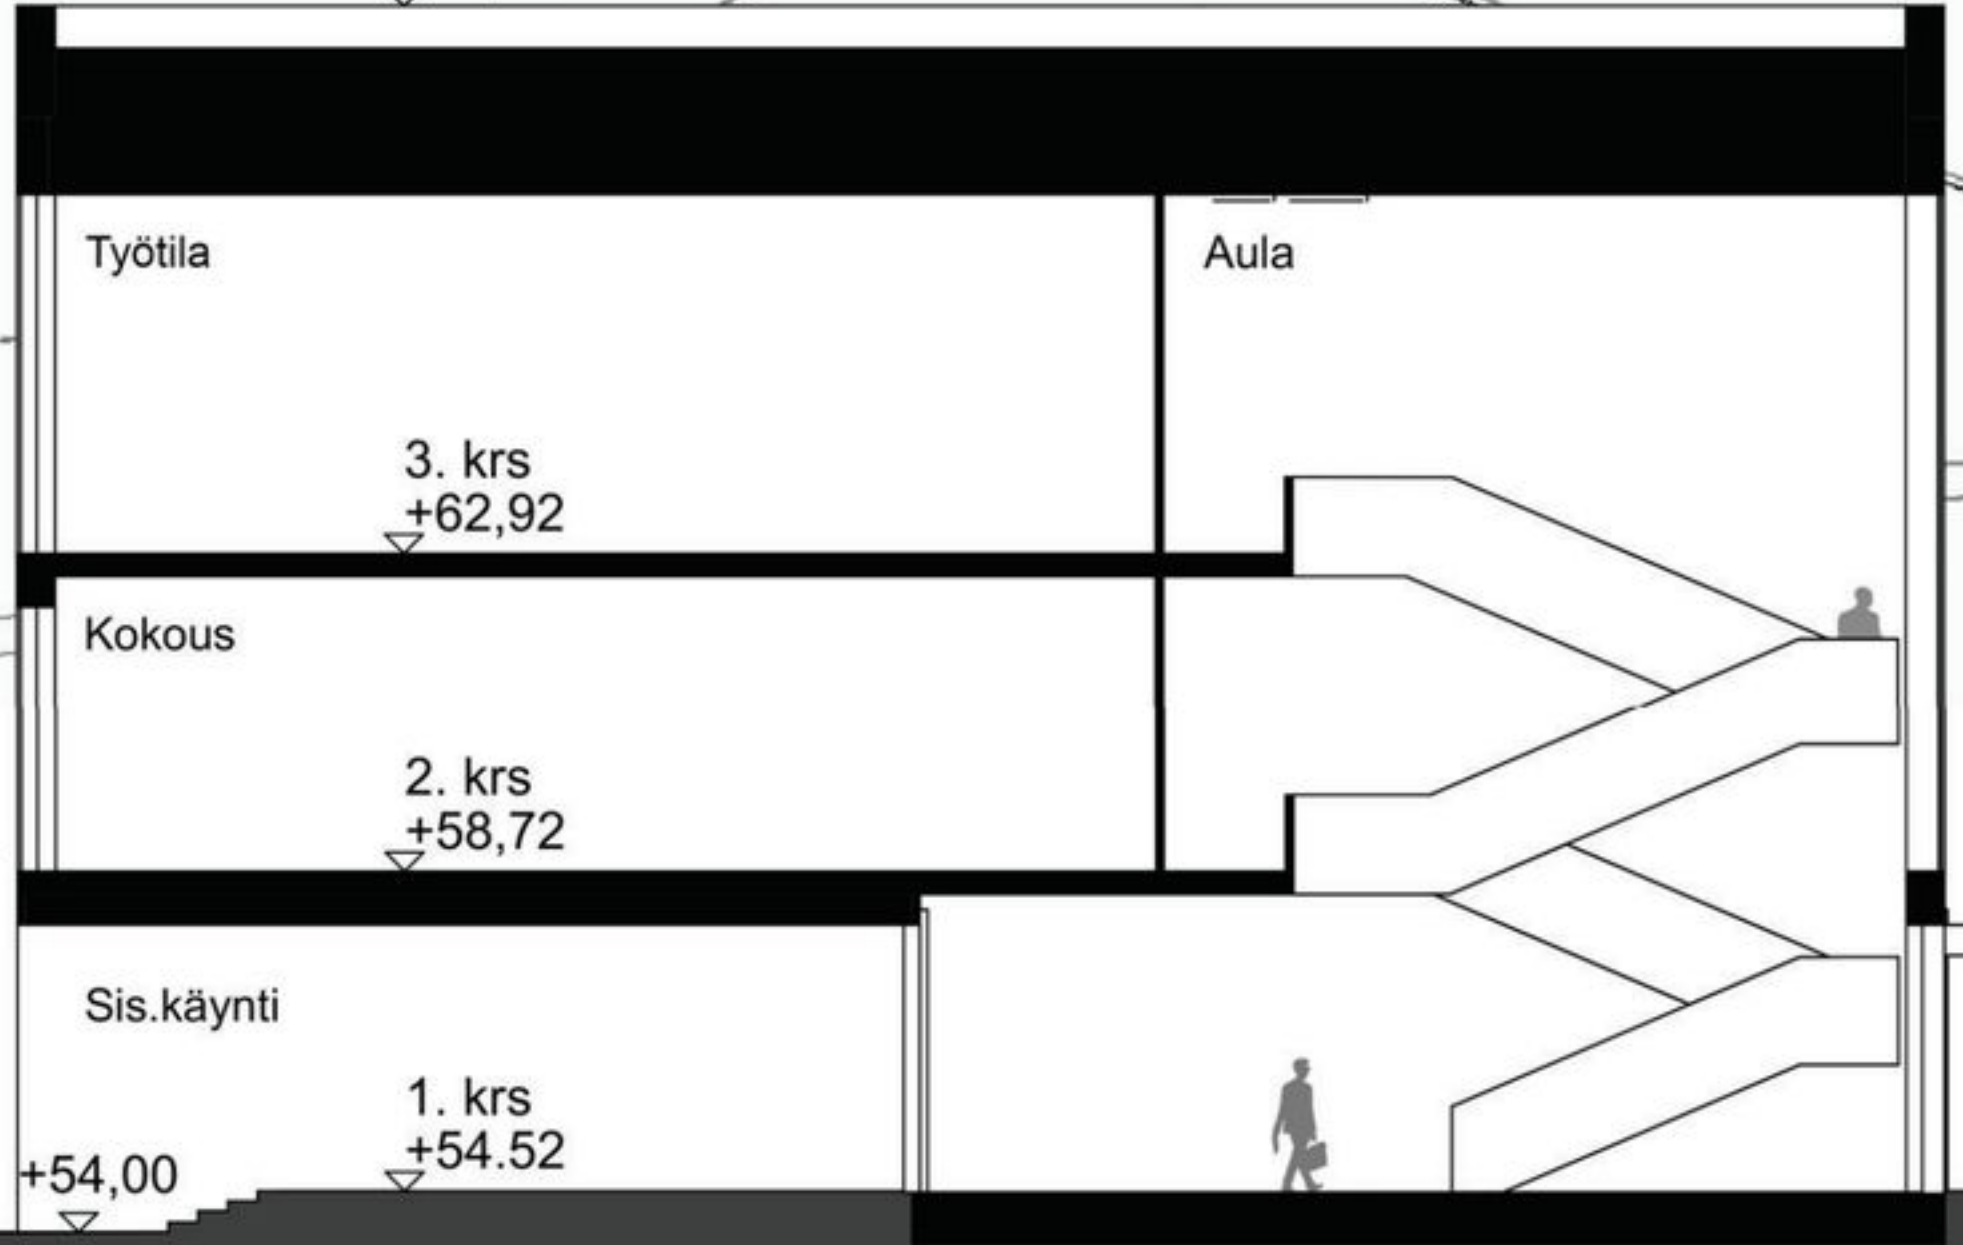 Työtila
Aula
3. krs
+62,92
Kokous
2. krs
+58,72
Sis.käynti
1. krs
+54.52
+54,00